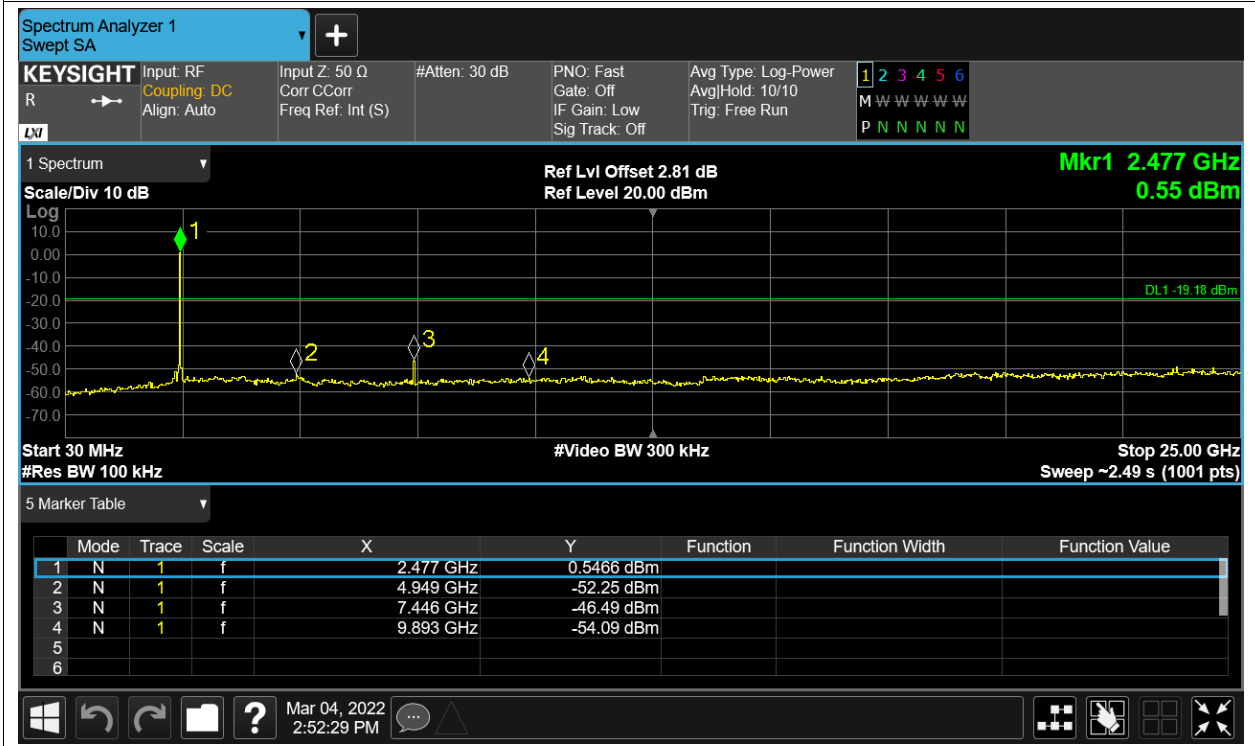 Spectrum Analyzer 1
Swept SA
KEYSIGHT Input: RF Input Z: 50 Ω #Atten: 30 dB PNO: Fast Avg Type: Log-Power 1 2 3 4 5 6
R Coupling: DC Corr CCorr Gate: Off Avg|Hold: 10/10 M W W W W W
Align: Auto Freq Ref: Int (S) IF Gain: Low Trig: Free Run
LXI Sig Track: Off P N N N N N
1 Spectrum Ref Lvl Offset 2.81 dB Mkr1 2.477 GHz
Scale/Div 10 dB Ref Level 20.00 dBm 0.55 dBm
Log
10.0
1
0.00
-10.0
DL1 -19.18 dBm
-20.0
-30.0
-40.0
2 3 4
-50.0
-60.0
-70.0
Start 30 MHz #Video BW 300 kHz Stop 25.00 GHz
#Res BW 100 kHz Sweep ~2.49 s (1001 pts)
5 Marker Table
Mode Trace Scale X Y Function Function Width Function Value
1 N 1 f 2.477 GHz 0.5466 dBm
2 N 1 f 4.949 GHz -52.25 dBm
3 N 1 f 7.446 GHz -46.49 dBm
4 N 1 f 9.893 GHz -54.09 dBm
5
6
? Mar 04, 2022
2:52:29 PM